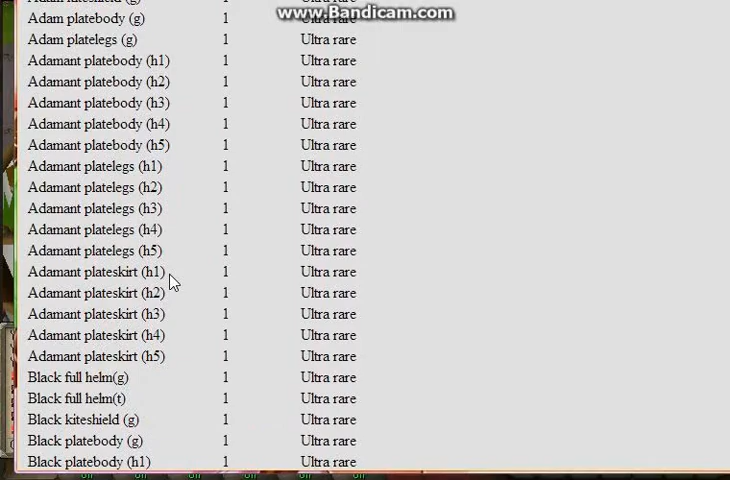 www.Bandicam.com
Adam platebody (g) 1 Ultra rare
Adam platelegs (g) 1 Ultra rare
Adamant platebody (h1) 1 Ultra rare
Adamant platebody (h2) 1 Ultra rare
Adamant platebody (h3) 1 Ultra rare
Adamant platebody (h4) 1 Ultra rare
Adamant platebody (h5) 1 Ultra rare
Adamant platelegs (h1) 1 Ultra rare
Adamant platelegs (h2) 1 Ultra rare
Adamant platelegs (h3) 1 Ultra rare
Adamant platelegs (h4) 1 Ultra rare
Adamant platelegs (h5) 1 Ultra rare
Adamant plateskirt (h1) 1 Ultra rare
Adamant plateskirt (h2) 1 Ultra rare
Adamant plateskirt (h3) 1 Ultra rare
Adamant plateskirt (h4) 1 Ultra rare
Adamant plateskirt (h5) 1 Ultra rare
Black full helm(g) 1 Ultra rare
Black full helm(t) 1 Ultra rare
Black kiteshield (g) 1 Ultra rare
Black platebody (g) 1 Ultra rare
Black platebody (h1) 1 Ultra rare